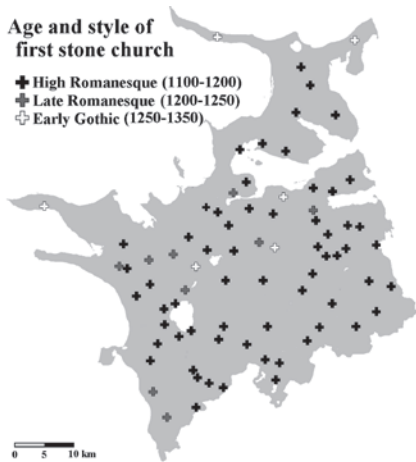 Age and style of
first stone church
High Romanesque (1100-1200)
Late Romanesque (1200-1250)
Early Gothic (1250-1350)
0 5 10 km